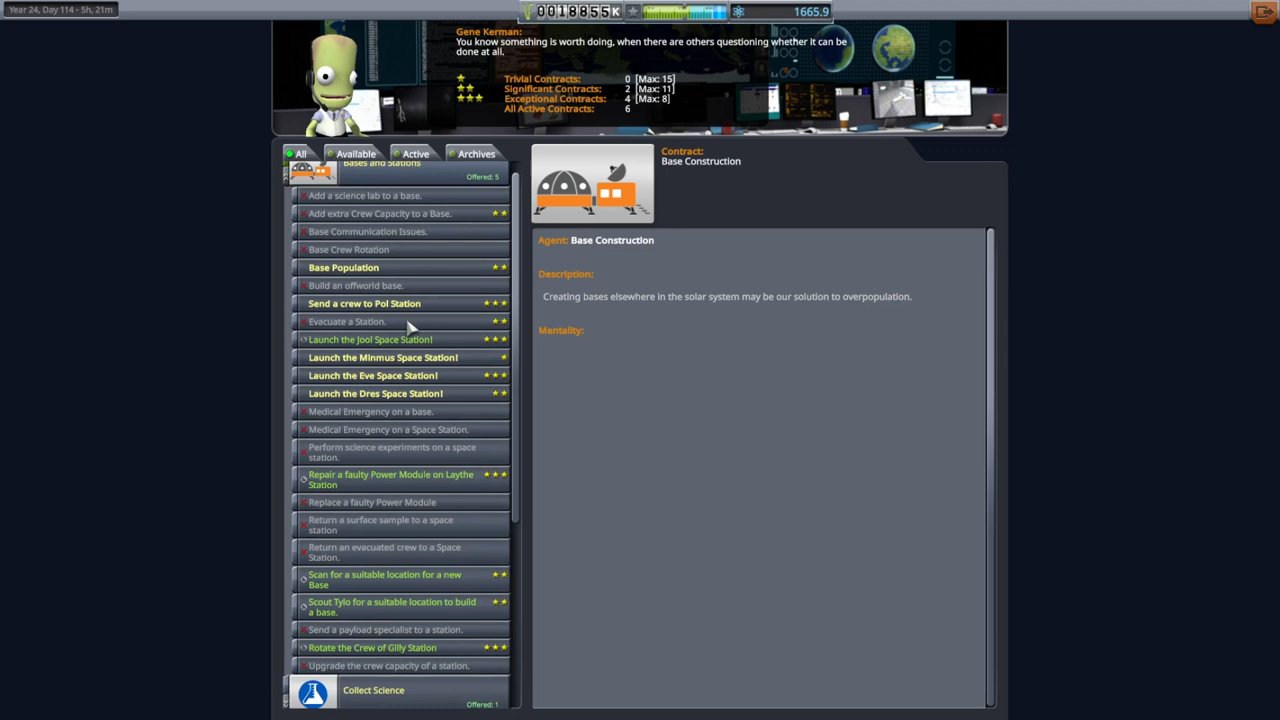 Year 24, Day 114 - 5h, 21m
0018855K
1665.9
Gene Kerman:
You know something is worth doing, when there are others questioning whether it can be
done at all.
Trivial Contracts: 0 [Max: 15]
Significant Contracts: 2 [Max: 11]
Exceptional Contracts: 4 [Max: 8]
All Active Contracts: 6
All
Available
Active
Archives
Bases and Stations
Offered: 5
Add a science lab to a base.
Add extra Crew Capacity to a Base.
Base Communication Issues.
Base Crew Rotation
Base Population
Build an offworld base.
Send a crew to Pol Station
Evacuate a Station.
Launch the Jool Space Station!
Launch the Minmus Space Station!
Launch the Eve Space Station!
Launch the Dres Space Station!
Medical Emergency on a base.
Medical Emergency on a Space Station.
Perform science experiments on a space
station.
Repair a faulty Power Module on Laythe
Station
Replace a faulty Power Module
Return a surface sample to a space
station
Return an evacuated crew to a Space
Station.
Scan for a suitable location for a new
Base
Scout Tylo for a suitable location to build
a base.
Send a payload specialist to a station.
Rotate the Crew of Gilly Station
Upgrade the crew capacity of a station.
Collect Science
Offered: 1
Contract:
Base Construction
Agent: Base Construction
Description:
Creating bases elsewhere in the solar system may be our solution to overpopulation.
Mentality: